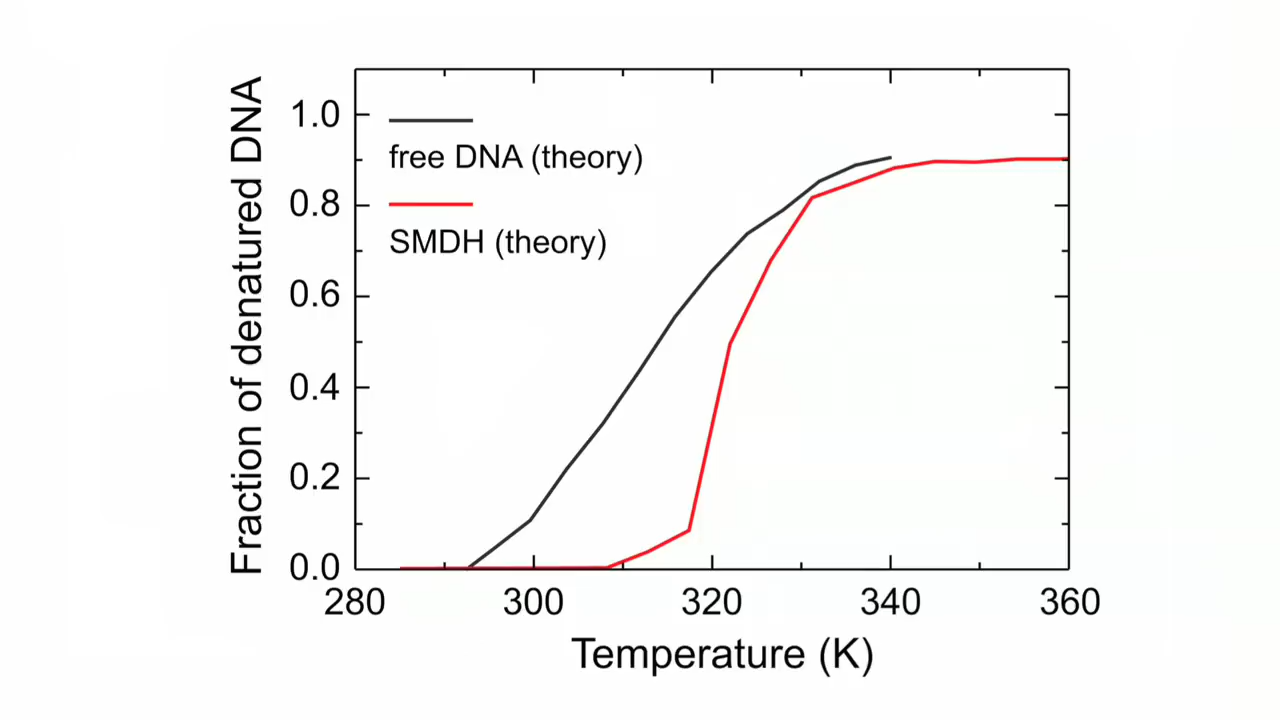 Fraction of denatured DNA
1.0
0.8
0.6
0.4
0.2
0.0
free DNA (theory)
SMDH (theory)
280 300 320 340 360
Temperature (K)